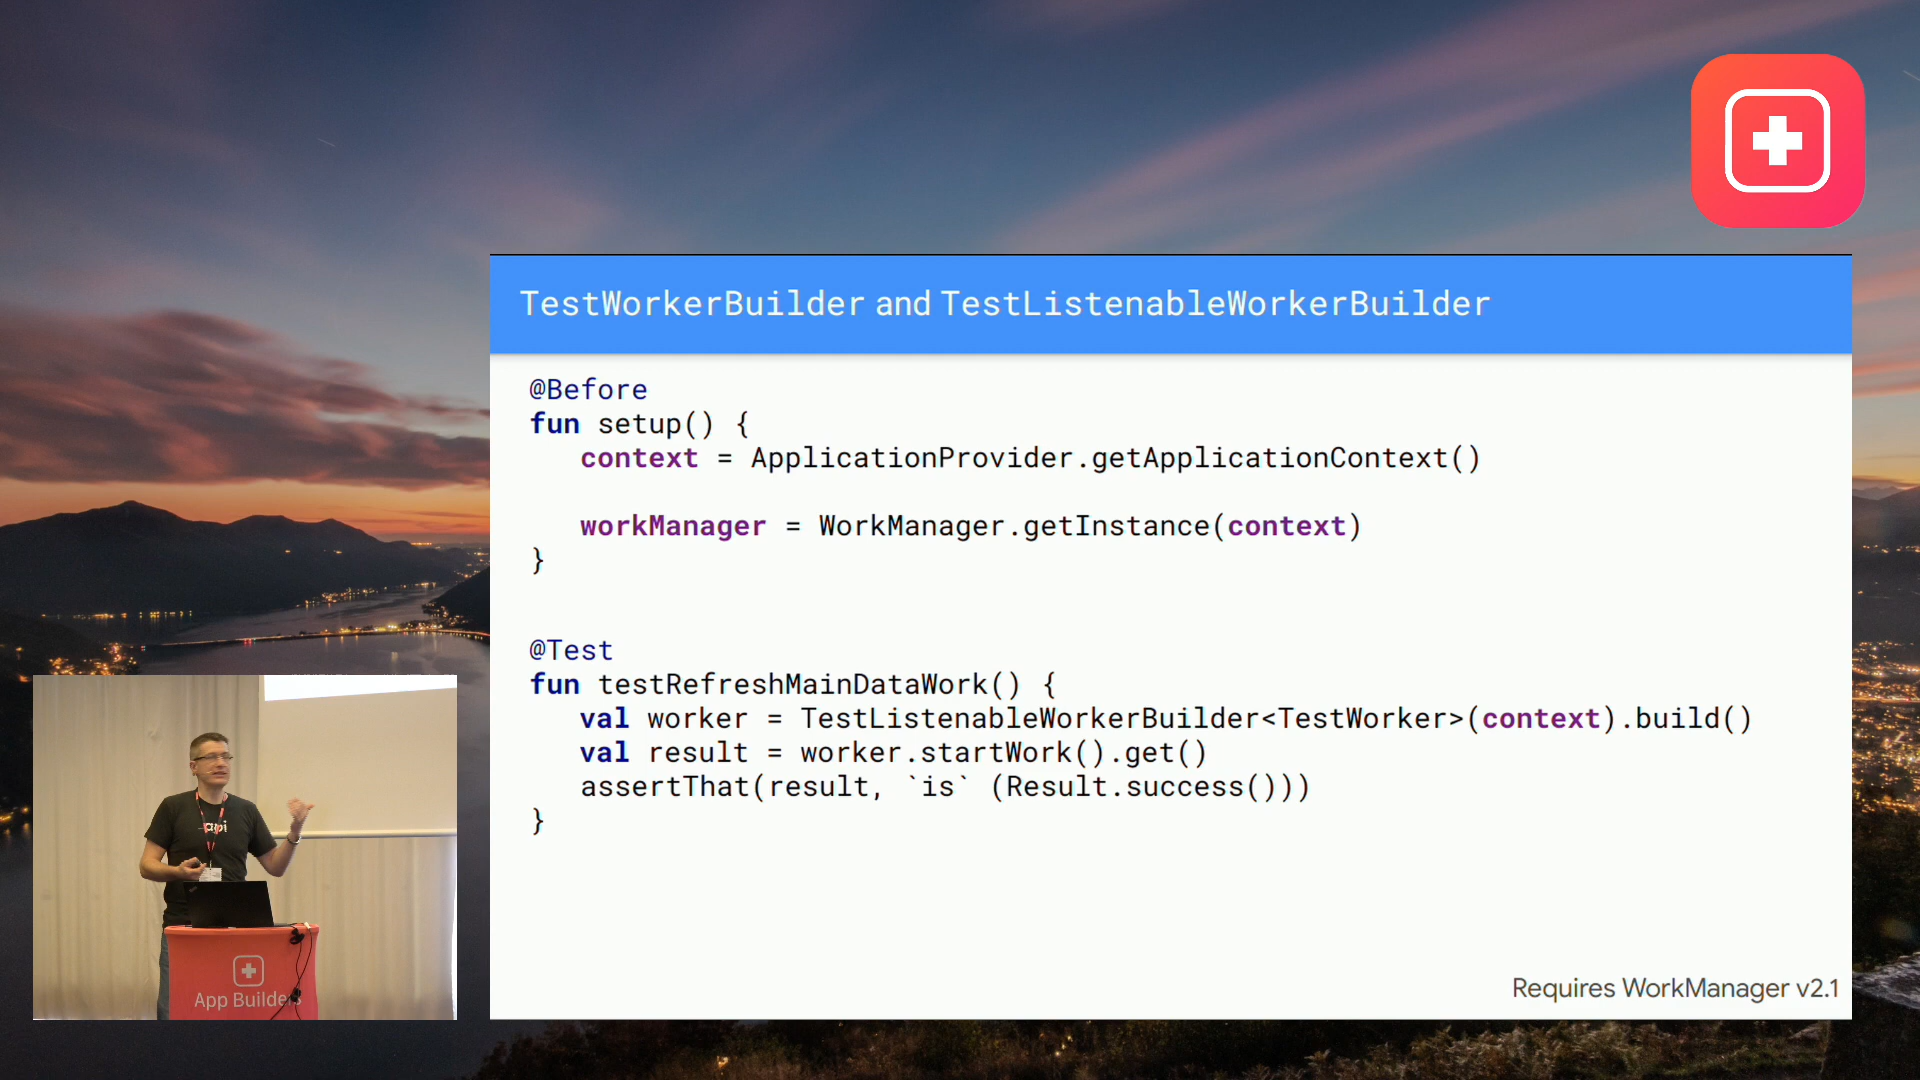 TestWorkerBuilder and TestListenableWorkerBuilder
@Before
fun setup() {
context = ApplicationProvider.getApplicationContext()
workManager = WorkManager.getInstance(context)
}
@Test
fun testRefreshMainDataWork() {
val worker = TestListenableWorkerBuilder<TestWorker>(context).build()
val result = worker.startWork().get()
assertThat(result, `is` (Result.success()))
}
Requires WorkManager v2.1
api
App Builders